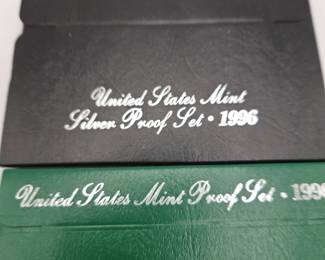 United States Mint
Silver Proof Set • 1996
United States Mint Proof Set • 199